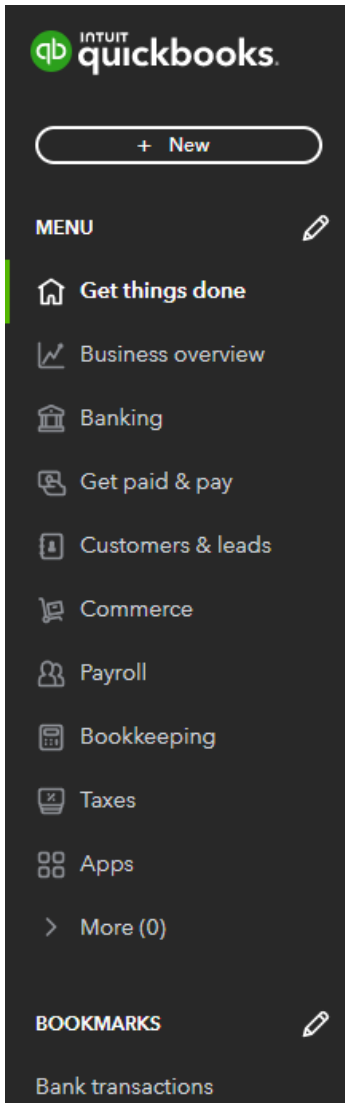 INTUIT
quickbooks.
+ New
MENU
Get things done
Business overview
Banking
Get paid & pay
Customers & leads
Commerce
Payroll
Bookkeeping
Taxes
Apps
More (0)
BOOKMARKS
Bank transactions